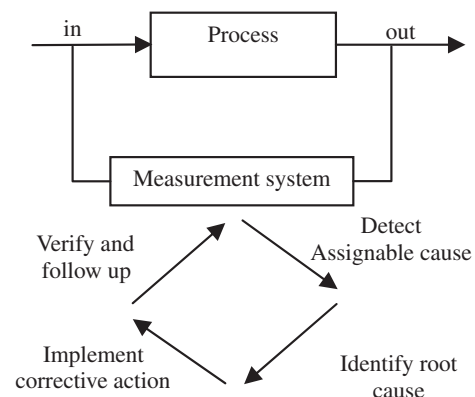 in
Process
out
Measurement system
Detect
Assignable cause
Verify and
follow up
Implement
corrective action
Identify root
cause